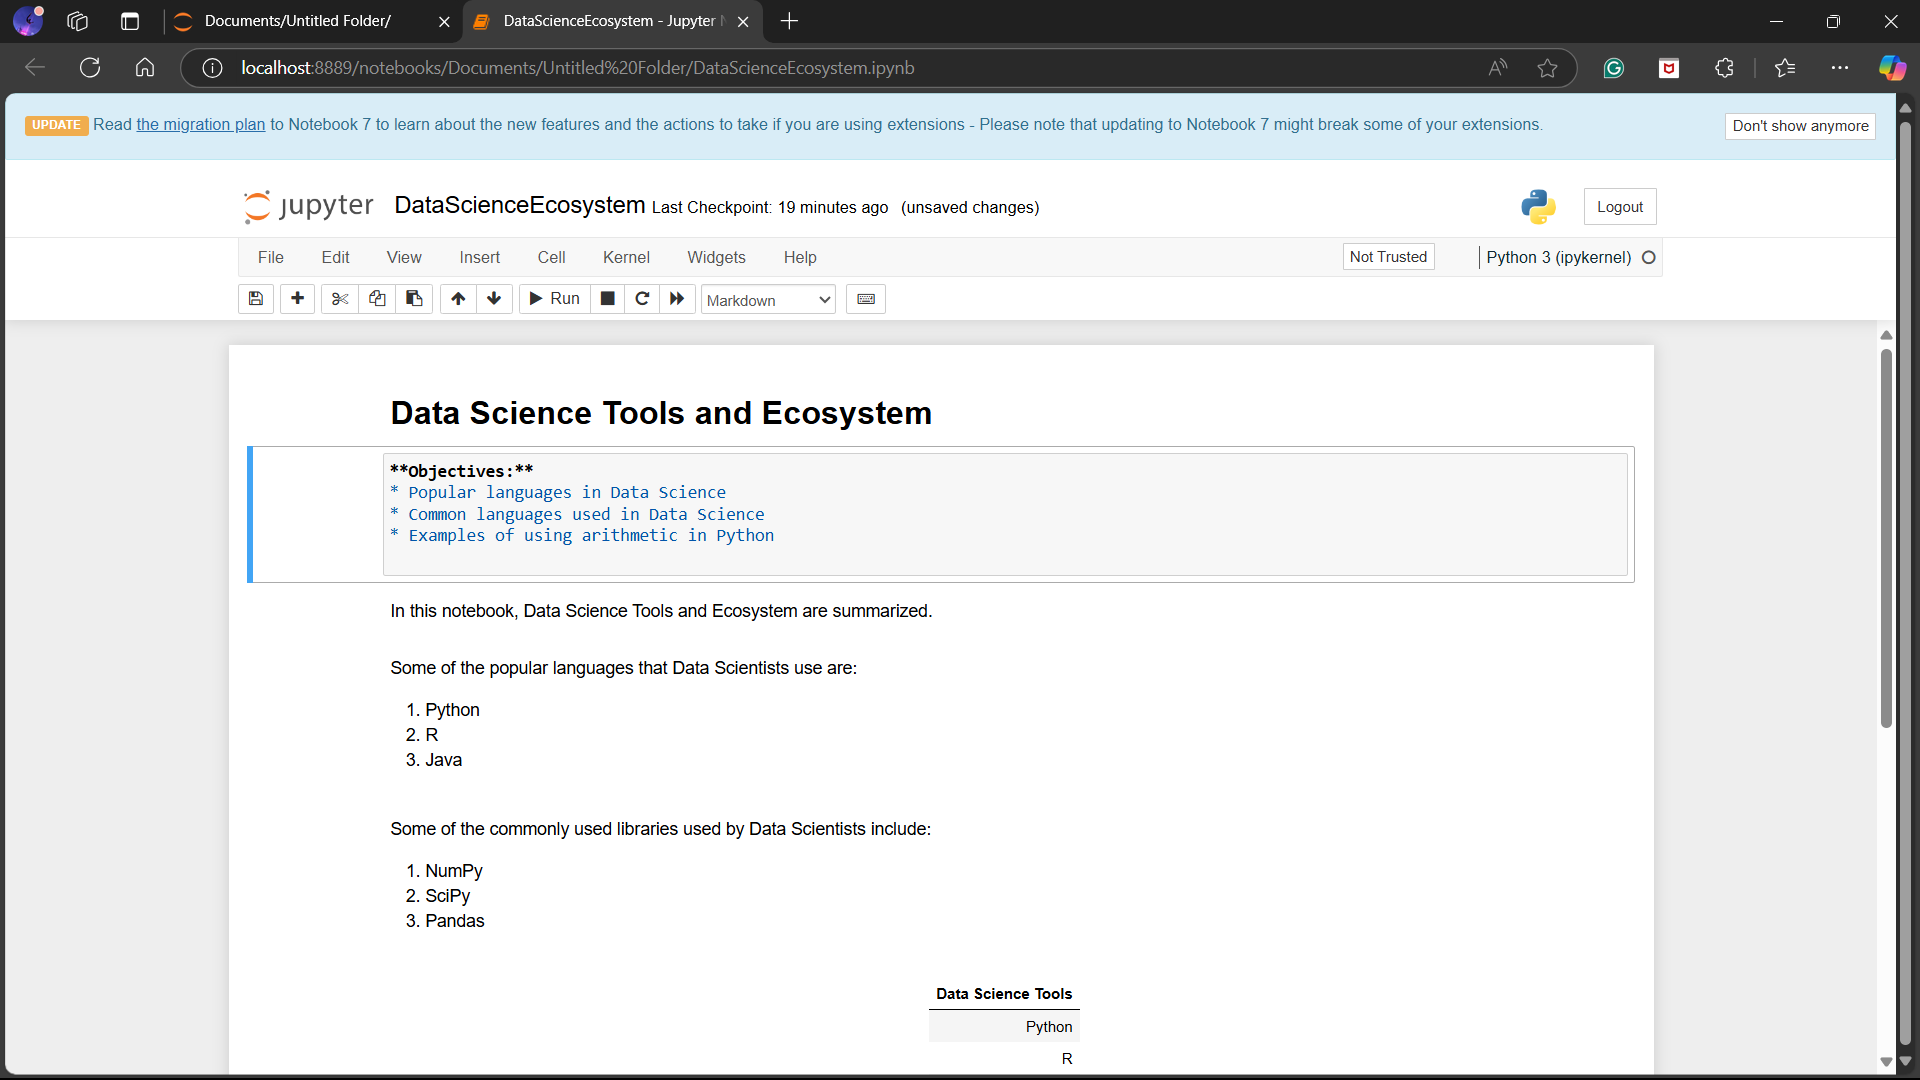 Documents/Untitled Folder/
DataScienceEcosystem - Jupyter N
localhost:8889/notebooks/Documents/Untitled%20Folder/DataScienceEcosystem.ipynb
UPDATE Read the migration plan to Notebook 7 to learn about the new features and the actions to take if you are using extensions - Please note that updating to Notebook 7 might break some of your extensions.
Don't show anymore
jupyter DataScienceEcosystem Last Checkpoint: 19 minutes ago (unsaved changes)
Logout
File Edit View Insert Cell Kernel Widgets Help
Not Trusted
Python 3 (ipykernel)
Run
Markdown
Data Science Tools and Ecosystem
**Objectives:**
* Popular languages in Data Science
* Common languages used in Data Science
* Examples of using arithmetic in Python
In this notebook, Data Science Tools and Ecosystem are summarized.
Some of the popular languages that Data Scientists use are:
1. Python
2. R
3. Java
Some of the commonly used libraries used by Data Scientists include:
1. NumPy
2. SciPy
3. Pandas
Data Science Tools
Python
R